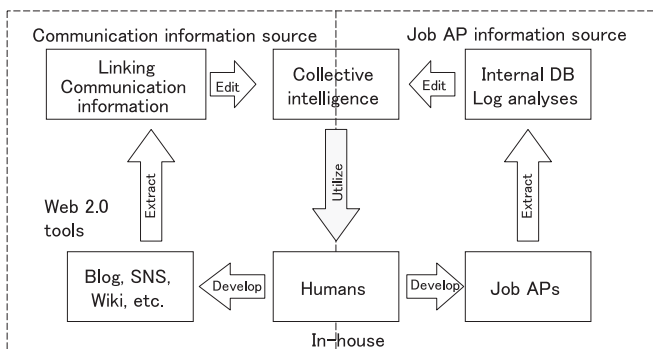 Communication information source
Job AP information source
Linking
Communication
information
Edit
Collective
intelligence
Edit
Internal DB
Log analyses
Extract
Utilize
Extract
Web 2.0
tools
Blog, SNS,
Wiki, etc.
Develop
Humans
Develop
Job APs
In-house